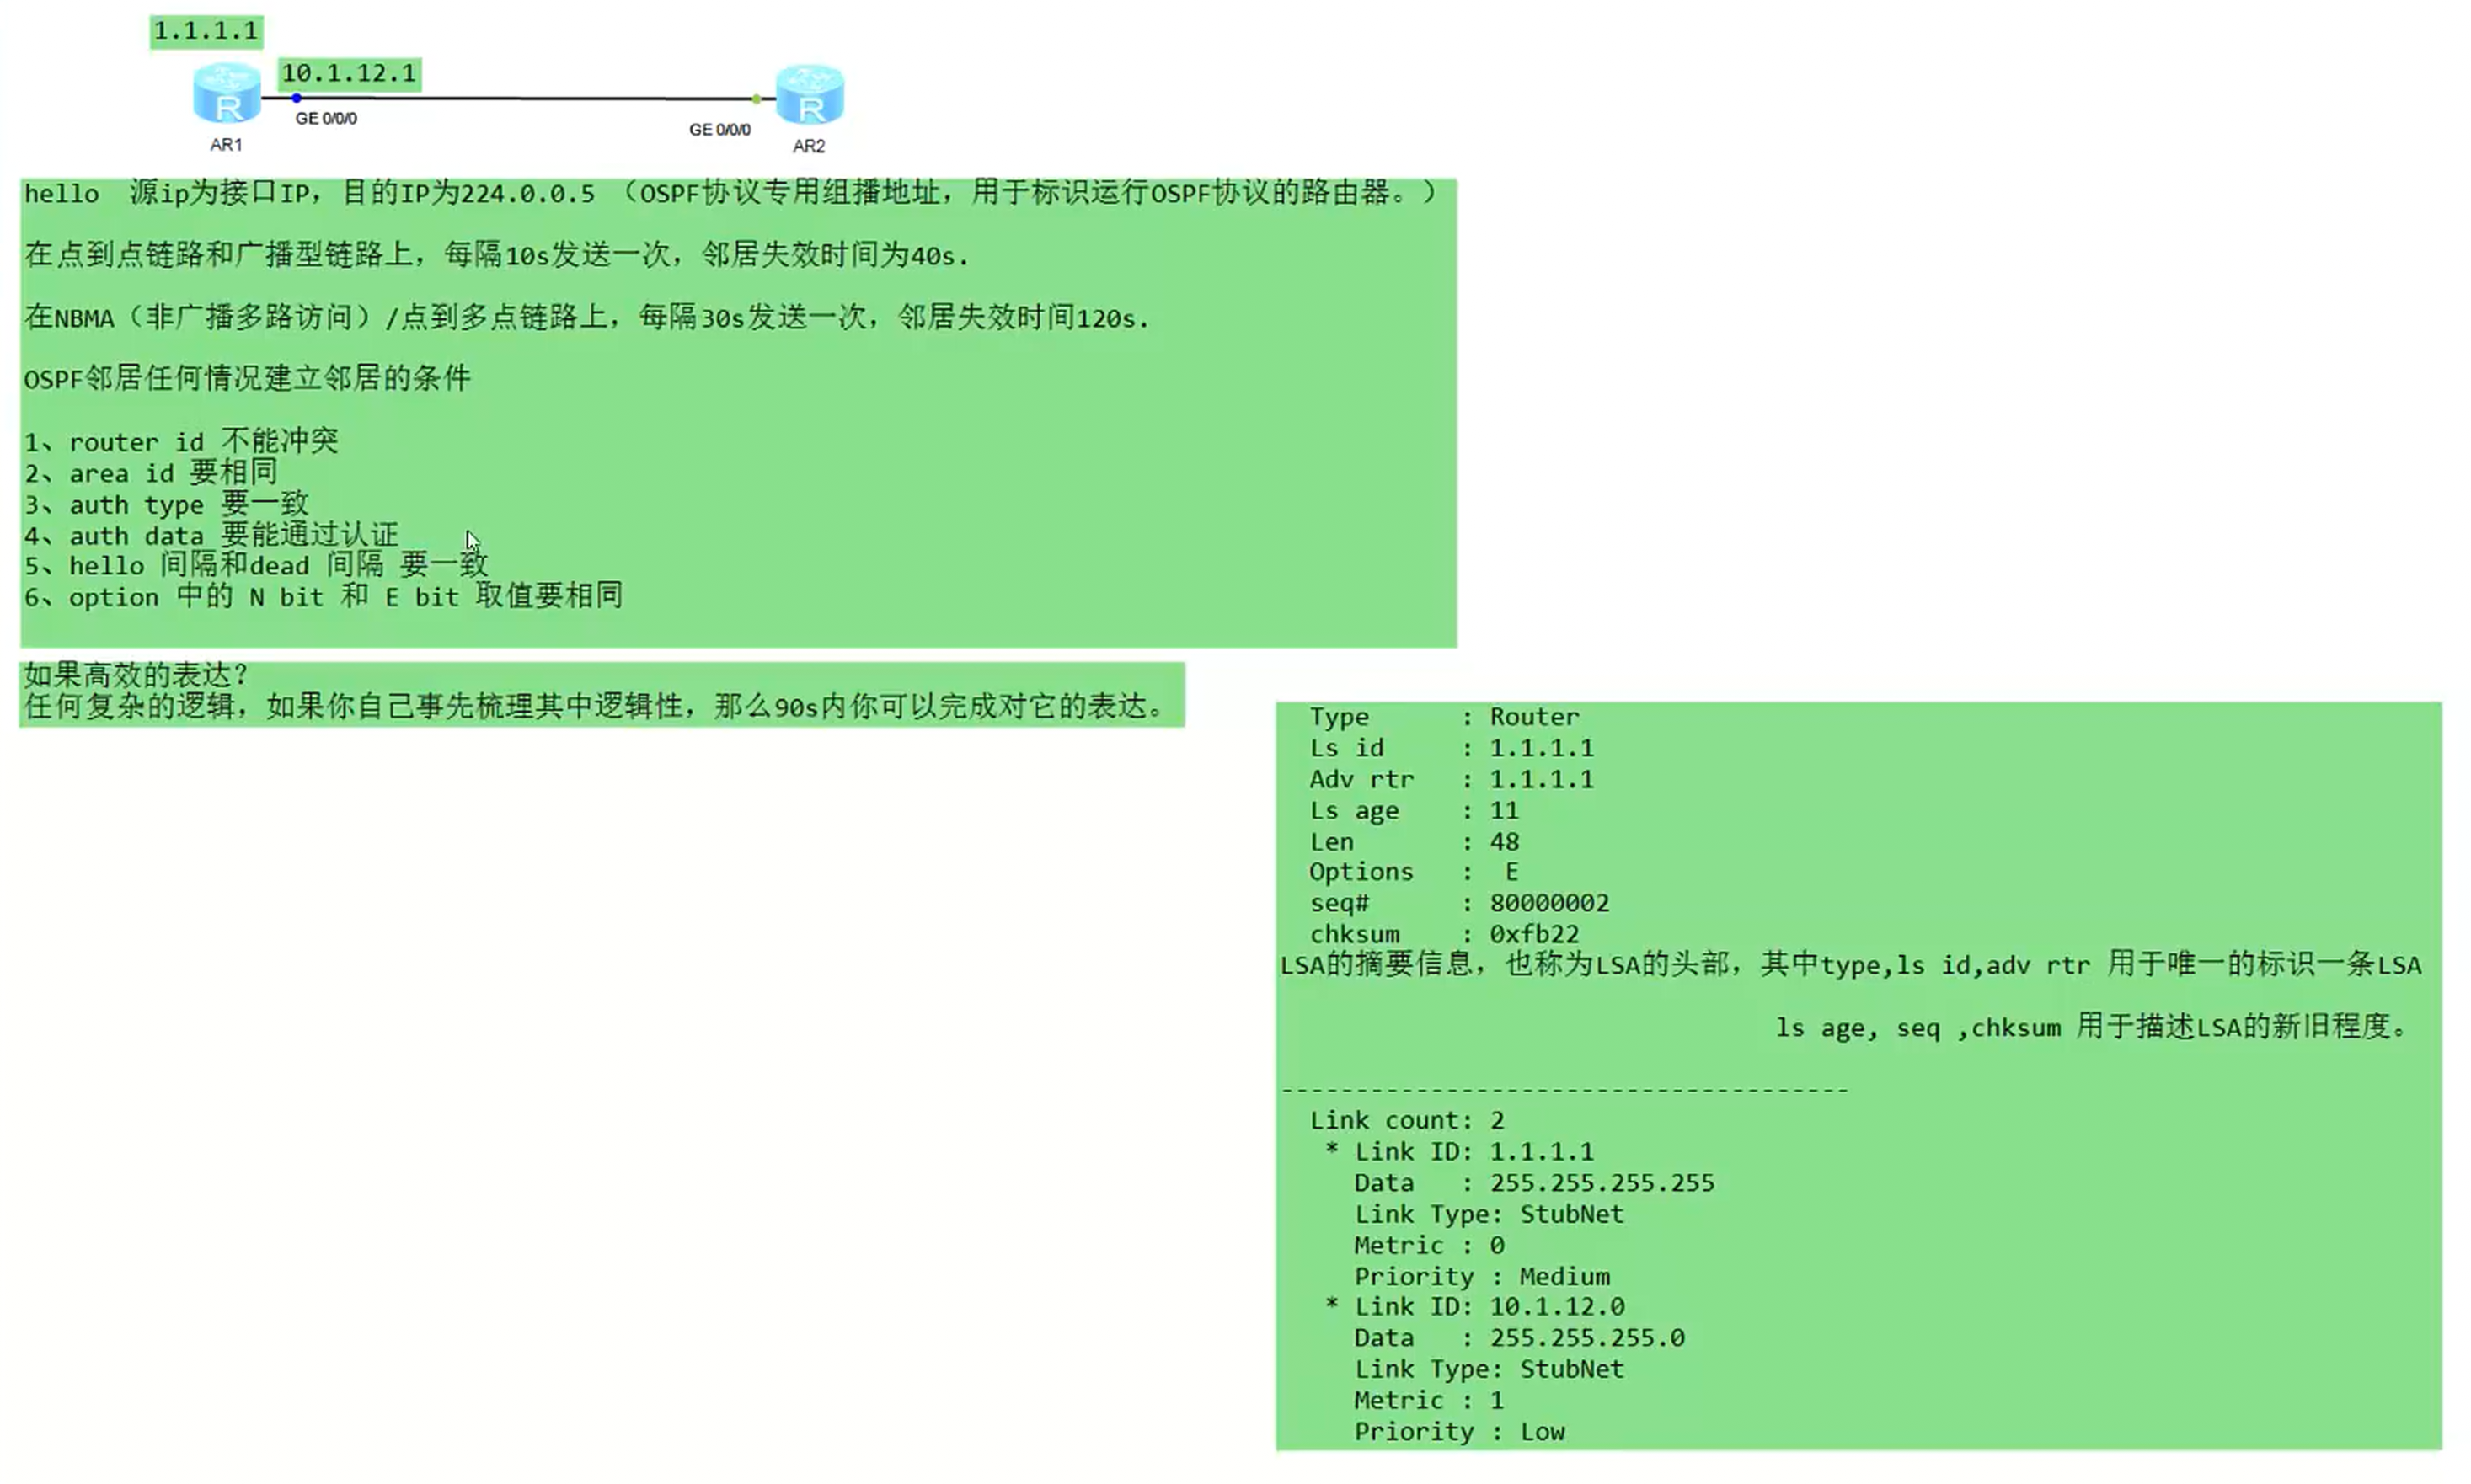 1.1.1.1
10.1.12.1
R
R
GE 0/0/0
GE 0/0/0
AR1
AR2
hello  源ip为接口IP，目的IP为224.0.0.5 （OSPF协议专用组播地址，用于标识运行OSPF协议的路由器。）
在点到点链路和广播型链路上，每隔10s发送一次，邻居失效时间为40s.
在NBMA（非广播多路访问）/点到多点链路上，每隔30s发送一次，邻居失效时间120s.
OSPF邻居任何情况建立邻居的条件
1、router id 不能冲突
2、area id 要相同
3、auth type 要一致
4、auth data 要能通过认证
5、hello 间隔和dead 间隔 要一致
6、option 中的 N bit 和 E bit 取值要相同
如果高效的表达？
任何复杂的逻辑，如果你自己事先梳理其中逻辑性，那么90s内你可以完成对它的表达。
Type      : Router
Ls id     : 1.1.1.1
Adv rtr   : 1.1.1.1
Ls age    : 11
Len       : 48
Options   :  E
seq#      : 80000002
chksum    : 0xfb22
LSA的摘要信息，也称为LSA的头部，其中type,ls id,adv rtr 用于唯一的标识一条LSA
ls age, seq ,chksum 用于描述LSA的新旧程度。
--------------------------------------
Link count: 2
* Link ID: 1.1.1.1
Data   : 255.255.255.255
Link Type: StubNet
Metric : 0
Priority : Medium
* Link ID: 10.1.12.0
Data   : 255.255.255.0
Link Type: StubNet
Metric : 1
Priority : Low